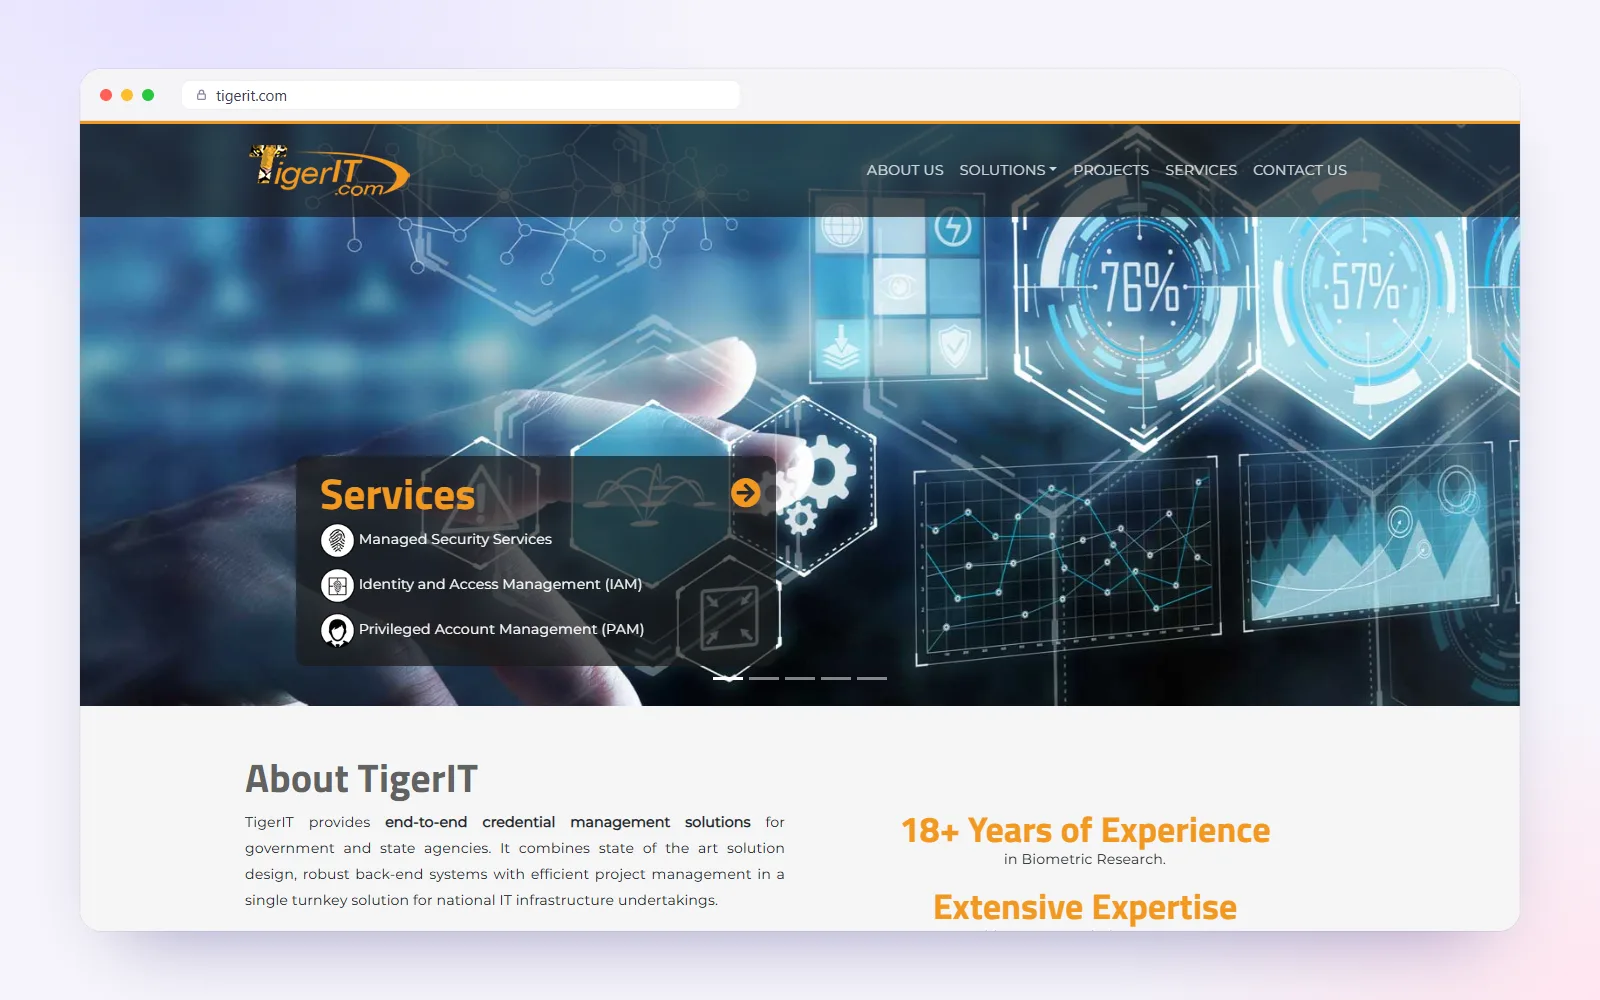 tigerit.com
TigerIT
.com
ABOUT US SOLUTIONS PROJECTS SERVICES CONTACT US
76%
57%
Services
Managed Security Services
Identity and Access Management (IAM)
Privileged Account Management (PAM)
About TigerIT
TigerIT provides end-to-end credential management solutions for
government and state agencies. It combines state of the art solution
design, robust back-end systems with efficient project management in a
single turnkey solution for national IT infrastructure undertakings.
18+ Years of Experience
in Biometric Research.
Extensive Expertise